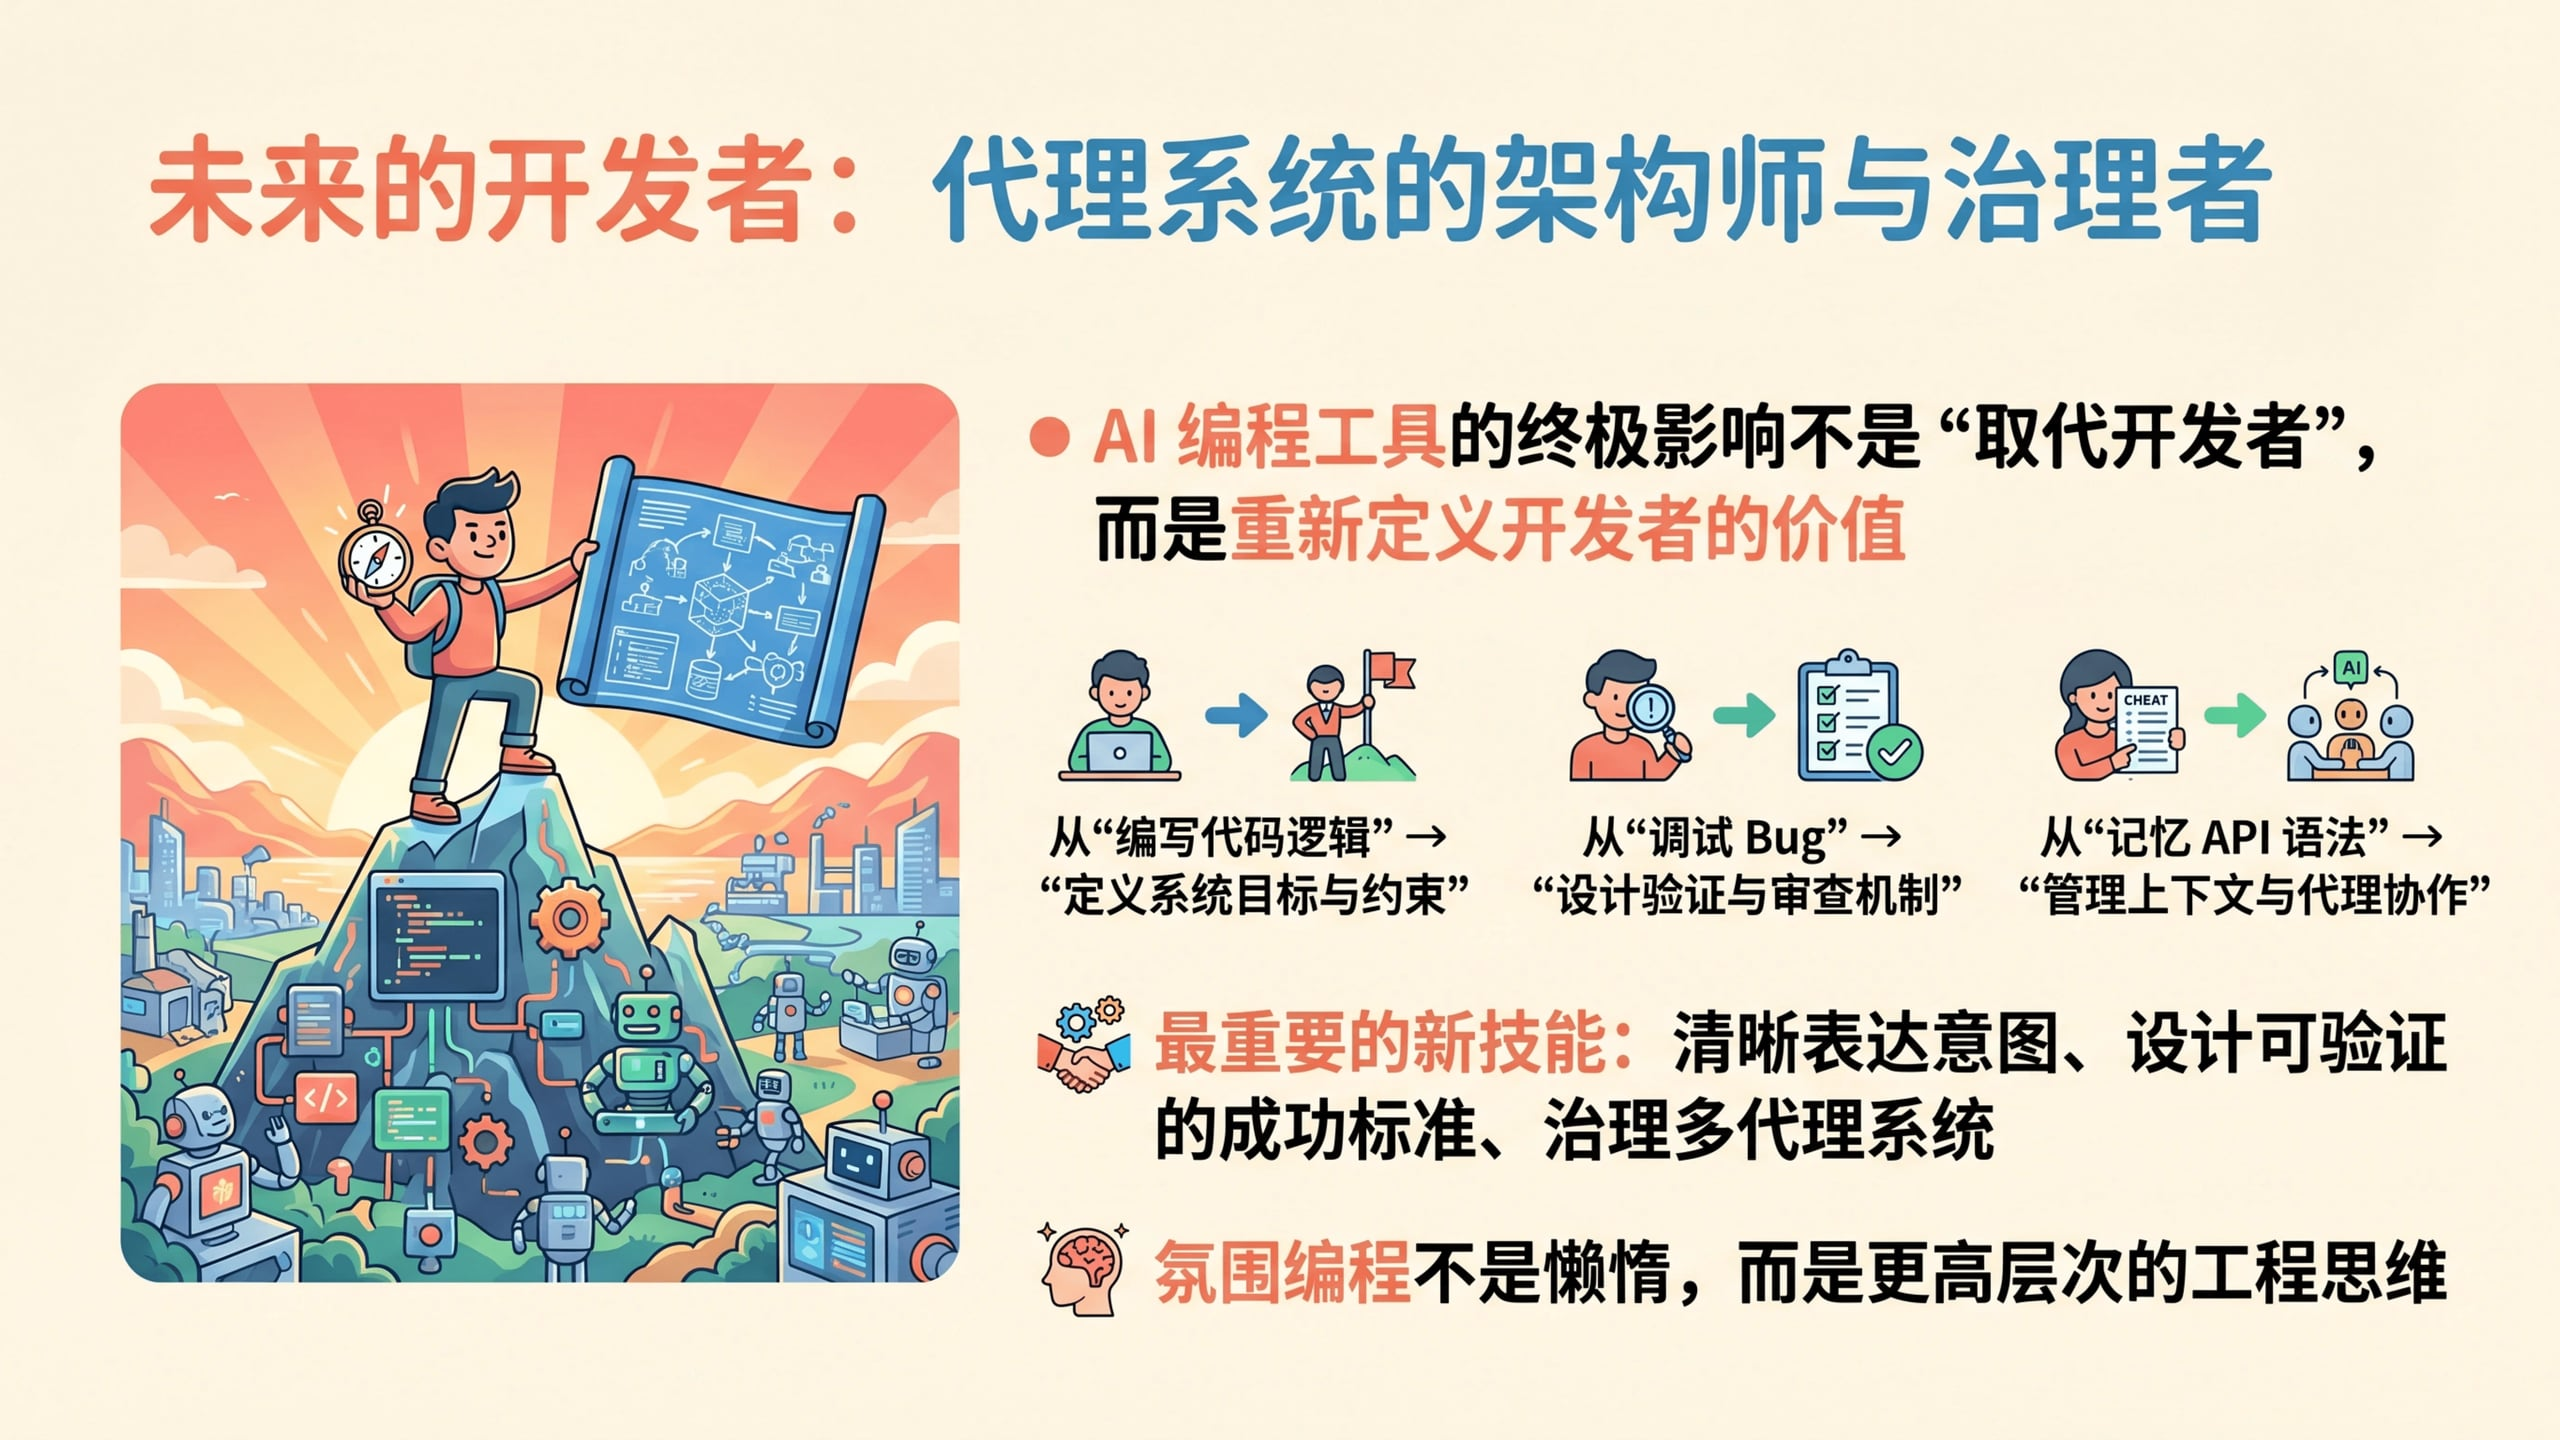 未来的开发者：代理系统的架构师与治理者
AI 编程工具的终极影响不是“取代开发者”，
而是重新定义开发者的价值
CHEAT
AI
从“编写代码逻辑”→
“定义系统目标与约束”
从“调试 Bug”→
“设计验证与审查机制”
从“记忆 API 语法”→
“管理上下文与代理协作”
最重要的新技能：清晰表达意图、设计可验证
的成功标准、治理多代理系统
氛围编程不是懒惰，而是更高层次的工程思维